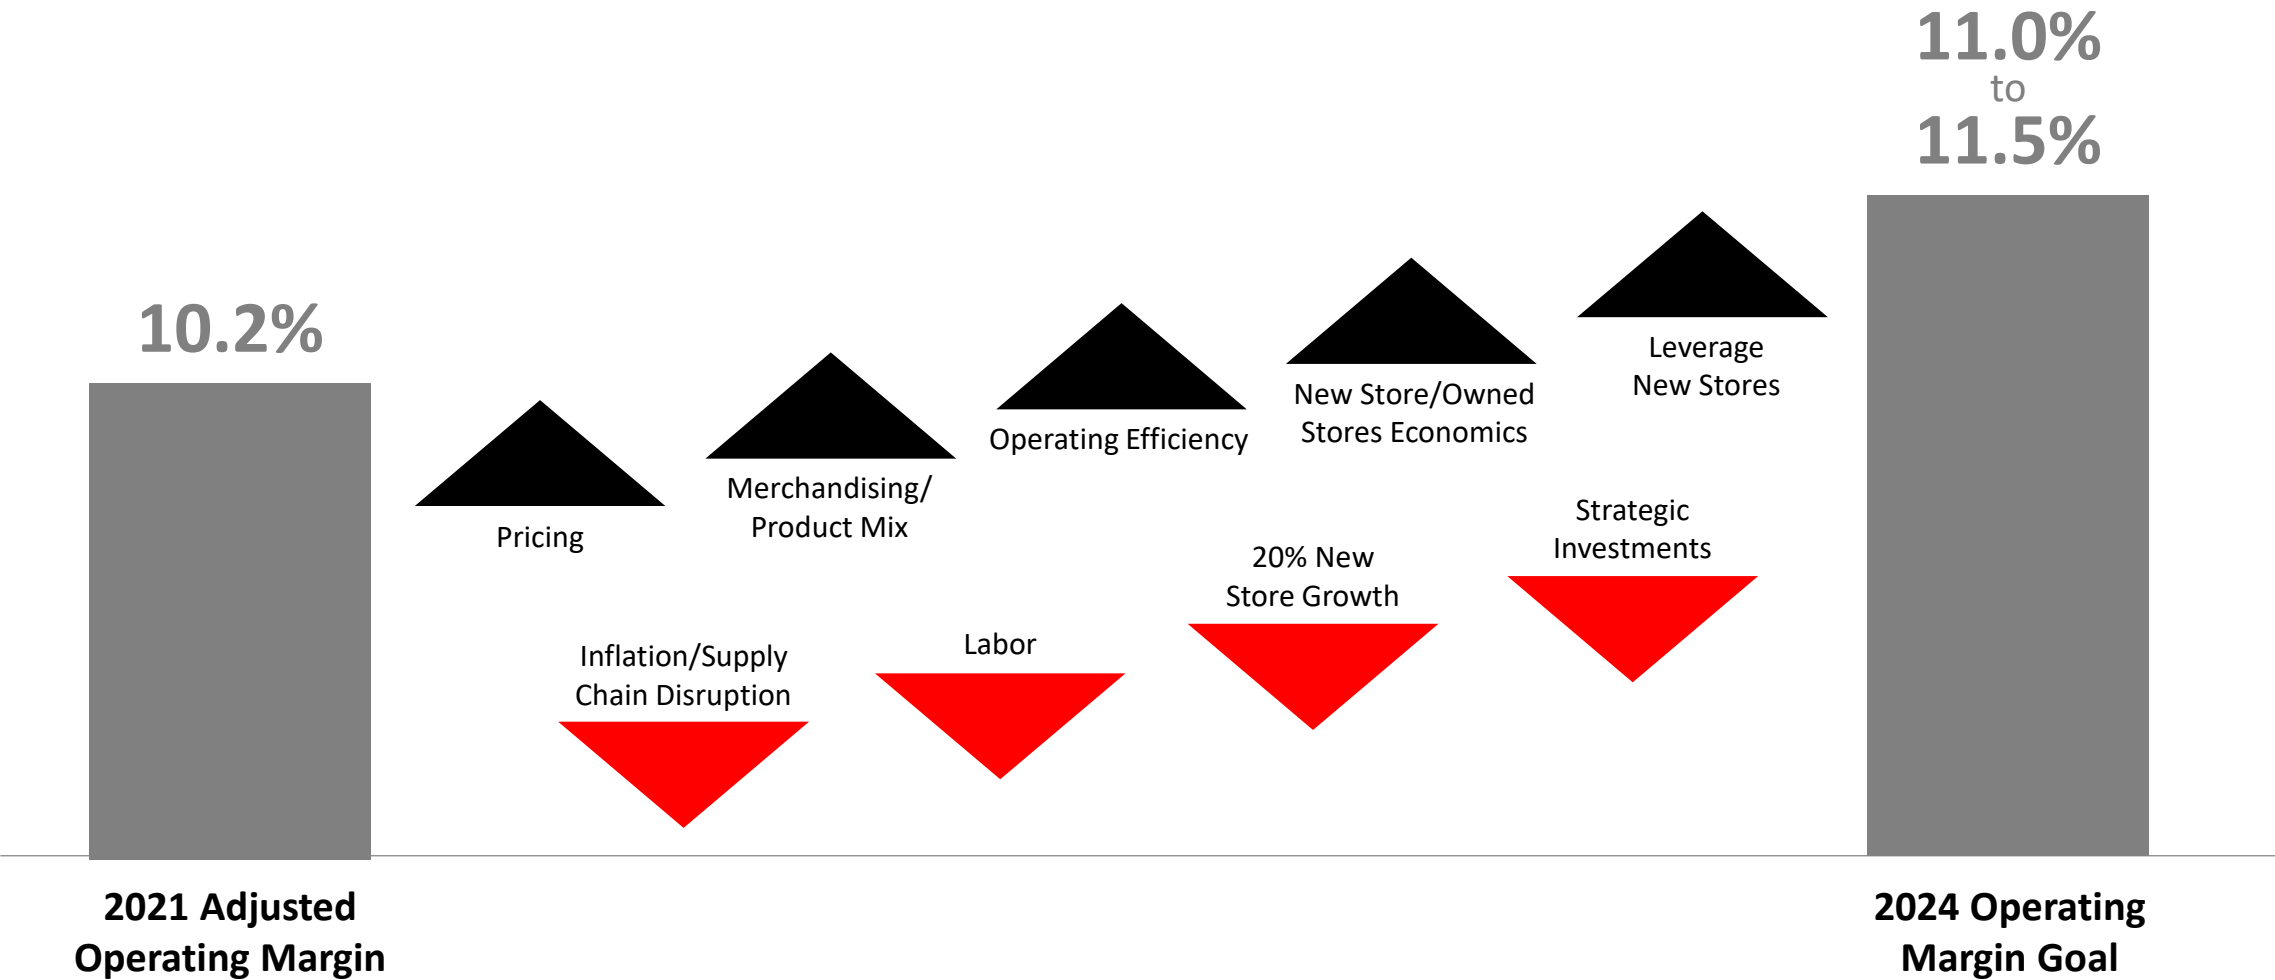 11.0%
to
11.5%
10.2%
Pricing
Merchandising/
Product Mix
Operating Efficiency
New Store/Owned
Stores Economics
Leverage
New Stores
Inflation/Supply
Chain Disruption
Labor
20% New
Store Growth
Strategic
Investments
2021 Adjusted
Operating Margin
2024 Operating
Margin Goal